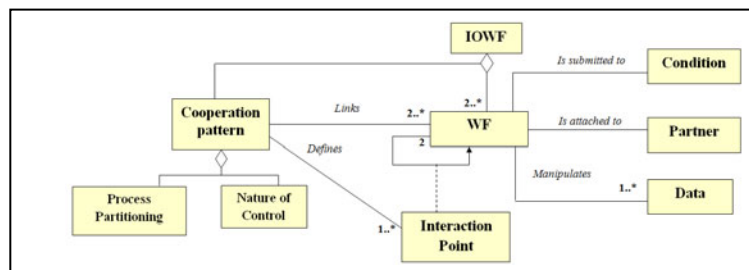 IOWF
Is submitted to
Condition
Cooperation
pattern
Links
2..*
2..*
WF
Is attached to
Partner
Defines
2
Manipulates
1..*
Data
Process
Partitioning
Nature of
Control
1..*
Interaction
Point